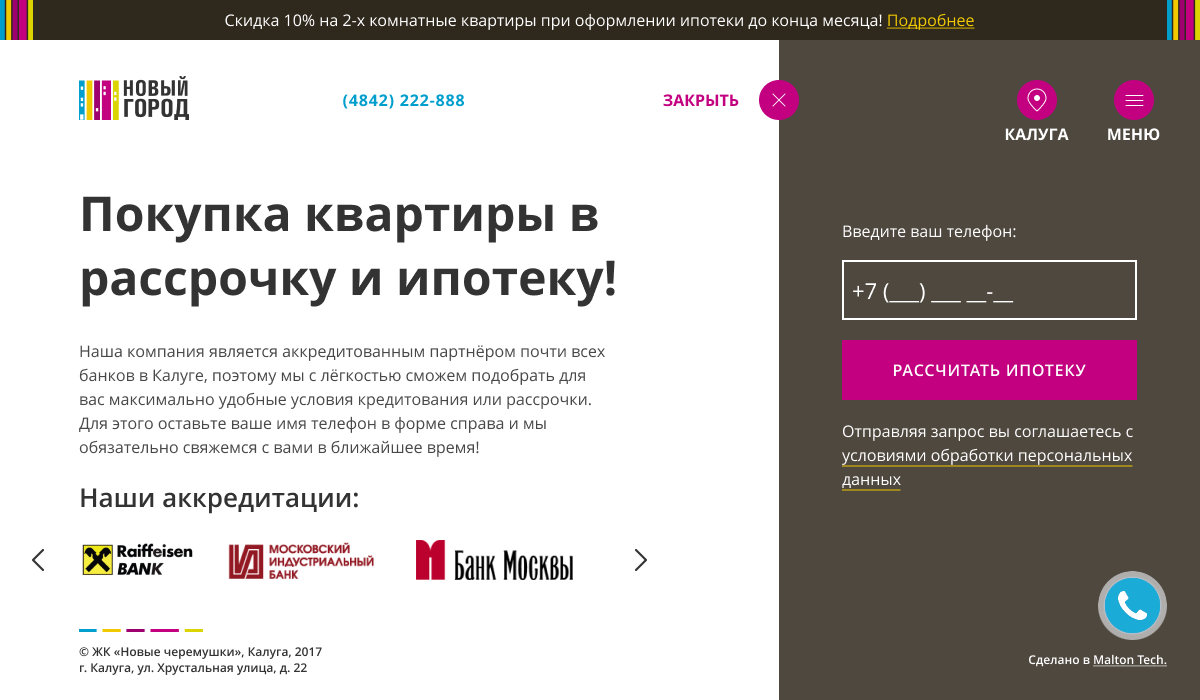 Скидка 10% на 2-х комнатные квартиры при оформлении ипотеки до конца месяца! Подробнее
НОВЫЙ
ГОРОД
(4842) 222-888
ЗАКРЫТЬ
КАЛУГА
МЕНЮ
Покупка квартиры в
рассрочку и ипотеку!
Наша компания является аккредитованным партнёром почти всех
банков в Калуге, поэтому мы с лёгкостью сможем подобрать для
вас максимально удобные условия кредитования или рассрочки.
Для этого оставьте ваше имя телефон в форме справа и мы
обязательно свяжемся с вами в ближайшее время!
Наши аккредитации:
Raiffeisen
BANK
МОСКОВСКИЙ
ИНДУСТРИАЛЬНЫЙ
БАНК
Банк Москвы
© ЖК «Новые черемушки», Калуга, 2017
г. Калуга, ул. Хрустальная улица, д. 22
Введите ваш телефон:
+7 (___) ___ __-__
РАССЧИТАТЬ ИПОТЕКУ
Отправляя запрос вы соглашаетесь с
условиями обработки персональных
данных
Сделано в Malton Tech.